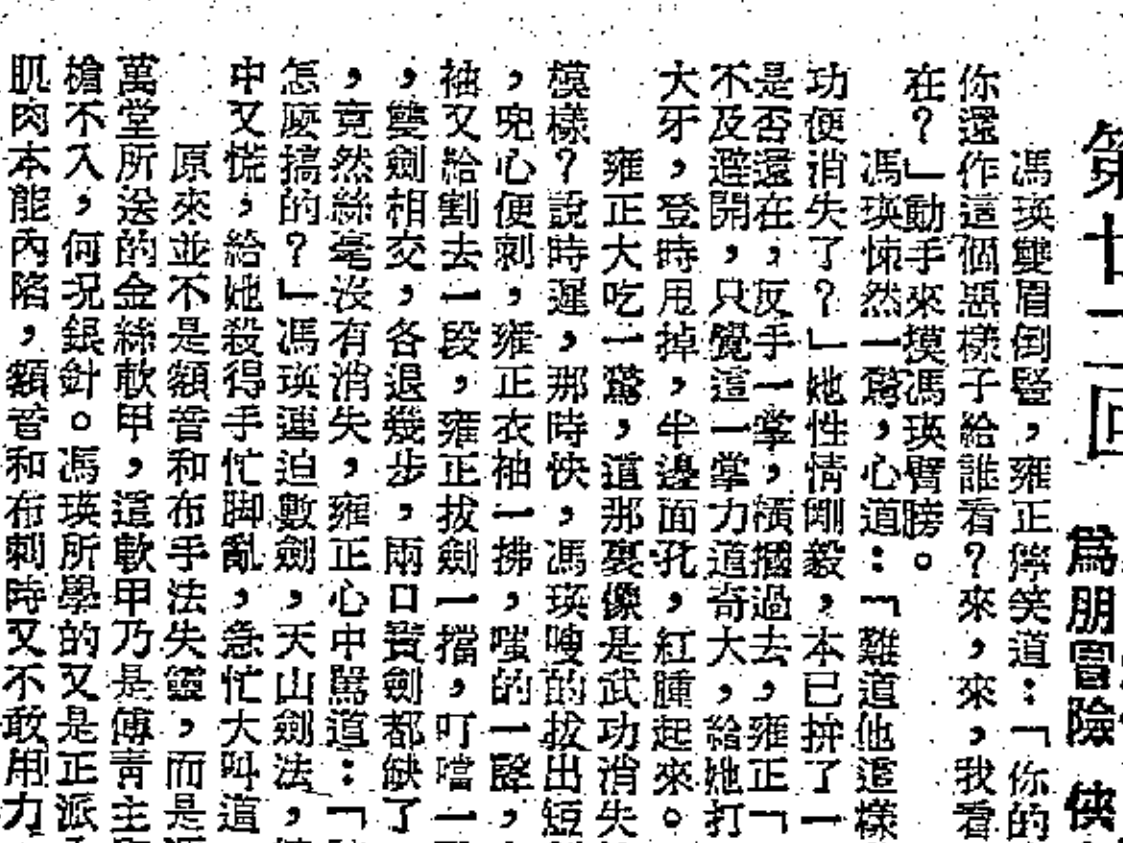 第廿二回
爲朋冒險 俠
馮瑛雙眉倒豎,雍正獰笑道:「你的
你還作這個惡樣子給誰看?來,來,我看
在?」動手來摸馮瑛臂膀。
馮瑛悚然一驚,心道:「難道他這樣
功便消失了?」她性情剛毅,本已拚了一
是否還在,反手一掌,橫摑過去,雍正「
不及避開,只覺這一掌力道奇大,給她打
大牙,登時甩掉,半邊面孔,紅腫起來。
雍正大吃一驚,道那裏像是武功消失
模樣?說時遲,那時快,馮瑛嗖的拔出短
,兜心便刺,雍正衣袖一拂,嗤的一聲,
袖又給割去一段,雍正拔劍一擋,叮噹一
,雙劍相交,各退幾步,兩口寶劍都缺了
,竟然絲毫沒有消失,雍正心中罵道:「
怎麽搞的?」馮瑛運迫數劍,天山劍法,
中又慌,給她殺得手忙脚亂,急忙大叫道
原來並不是額音和布手法失靈,而是
萬堂所送的金絲軟甲,這軟甲乃是傅靑主
槍不入,何况銀針。馮瑛所學的又是正派
肌肉本能內陷,額音和布刺時又不敢用力